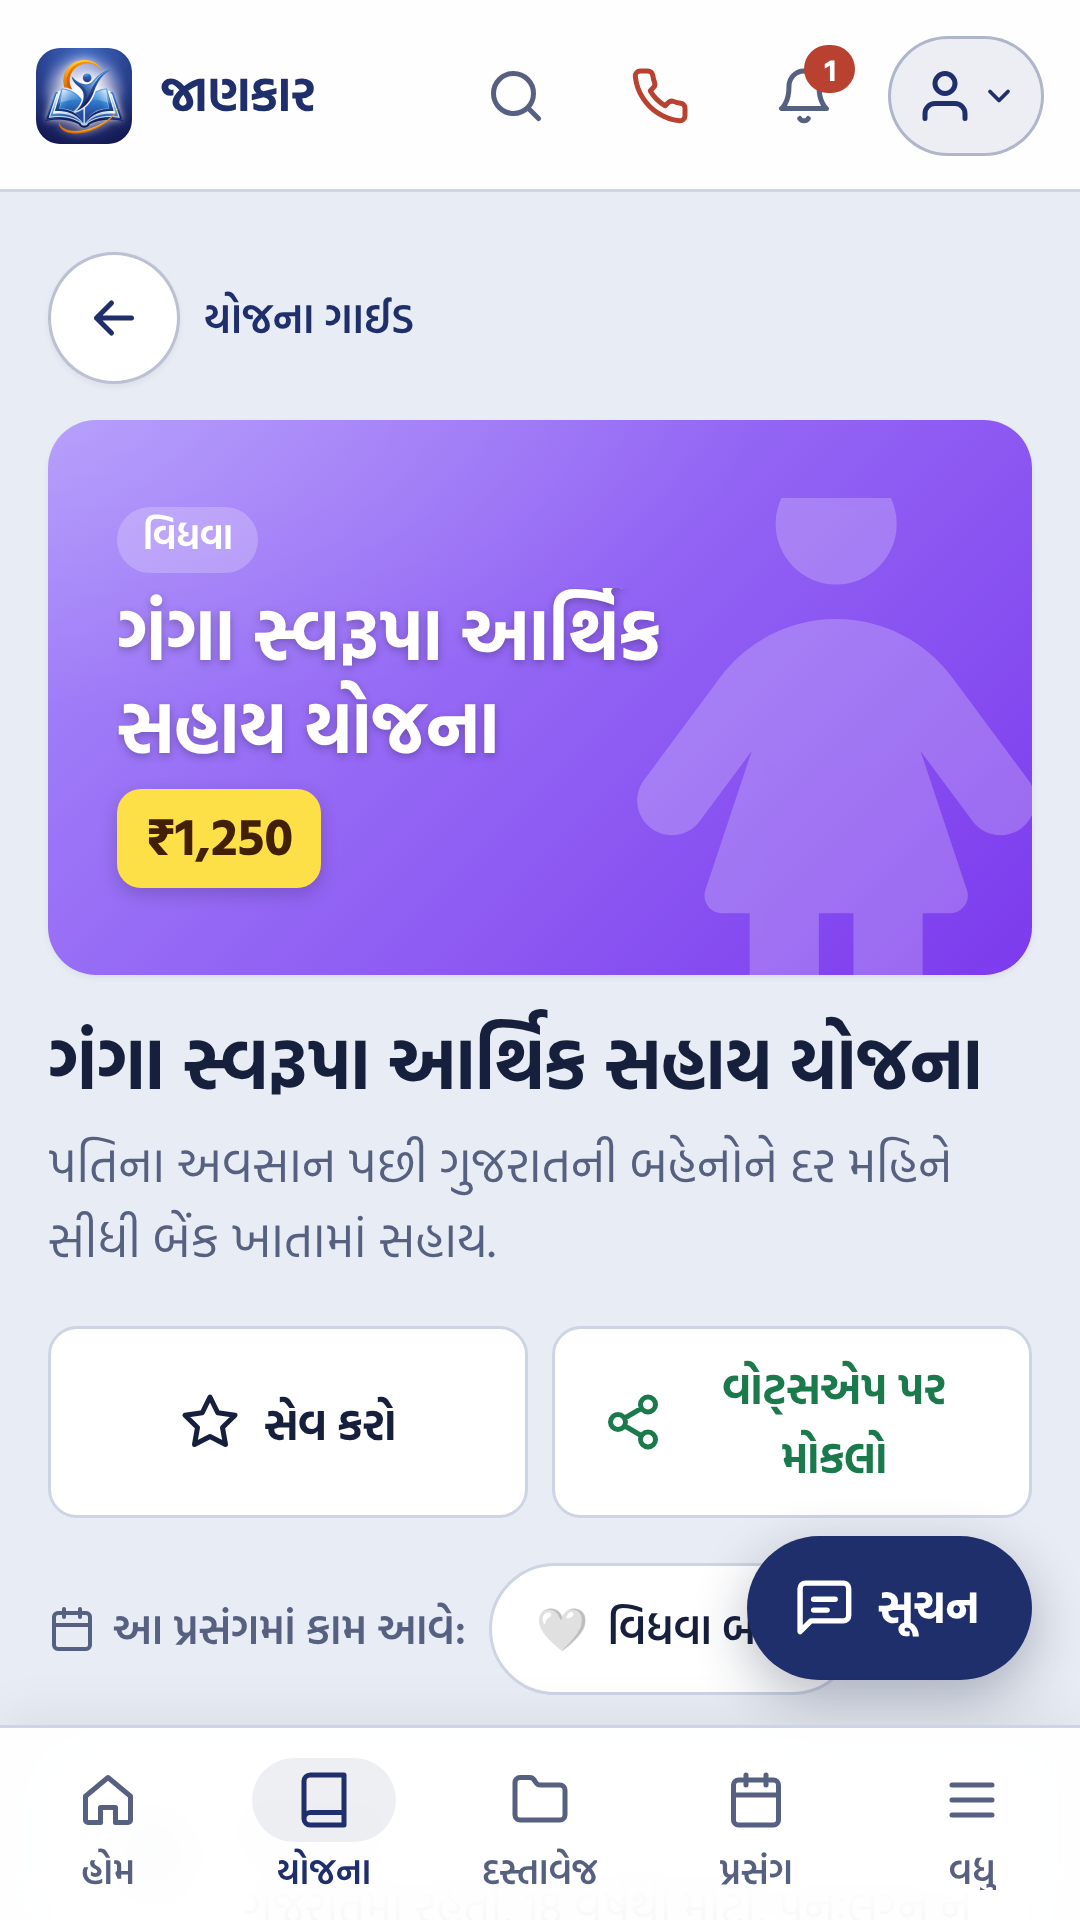 જાણકાર
1
યોજના ગાઈડ
વિધવા
ગંગા સ્વરૂપા આર્થિક
સહાય યોજના
₹1,250
ગંગા સ્વરૂપા આર્થિક સહાય યોજના
પતિના અવસાન પછી ગુજરાતની બહેનોને દર મહિને
સીધી બેંક ખાતામાં સહાય.
સેવ કરો
વોટ્સએપ પર
મોકલો
આ પ્રસંગમાં કામ આવે:
વિધવા
સૂચન
હોમ
યોજના
દસ્તાવેજ
પ્રસંગ
વધુ